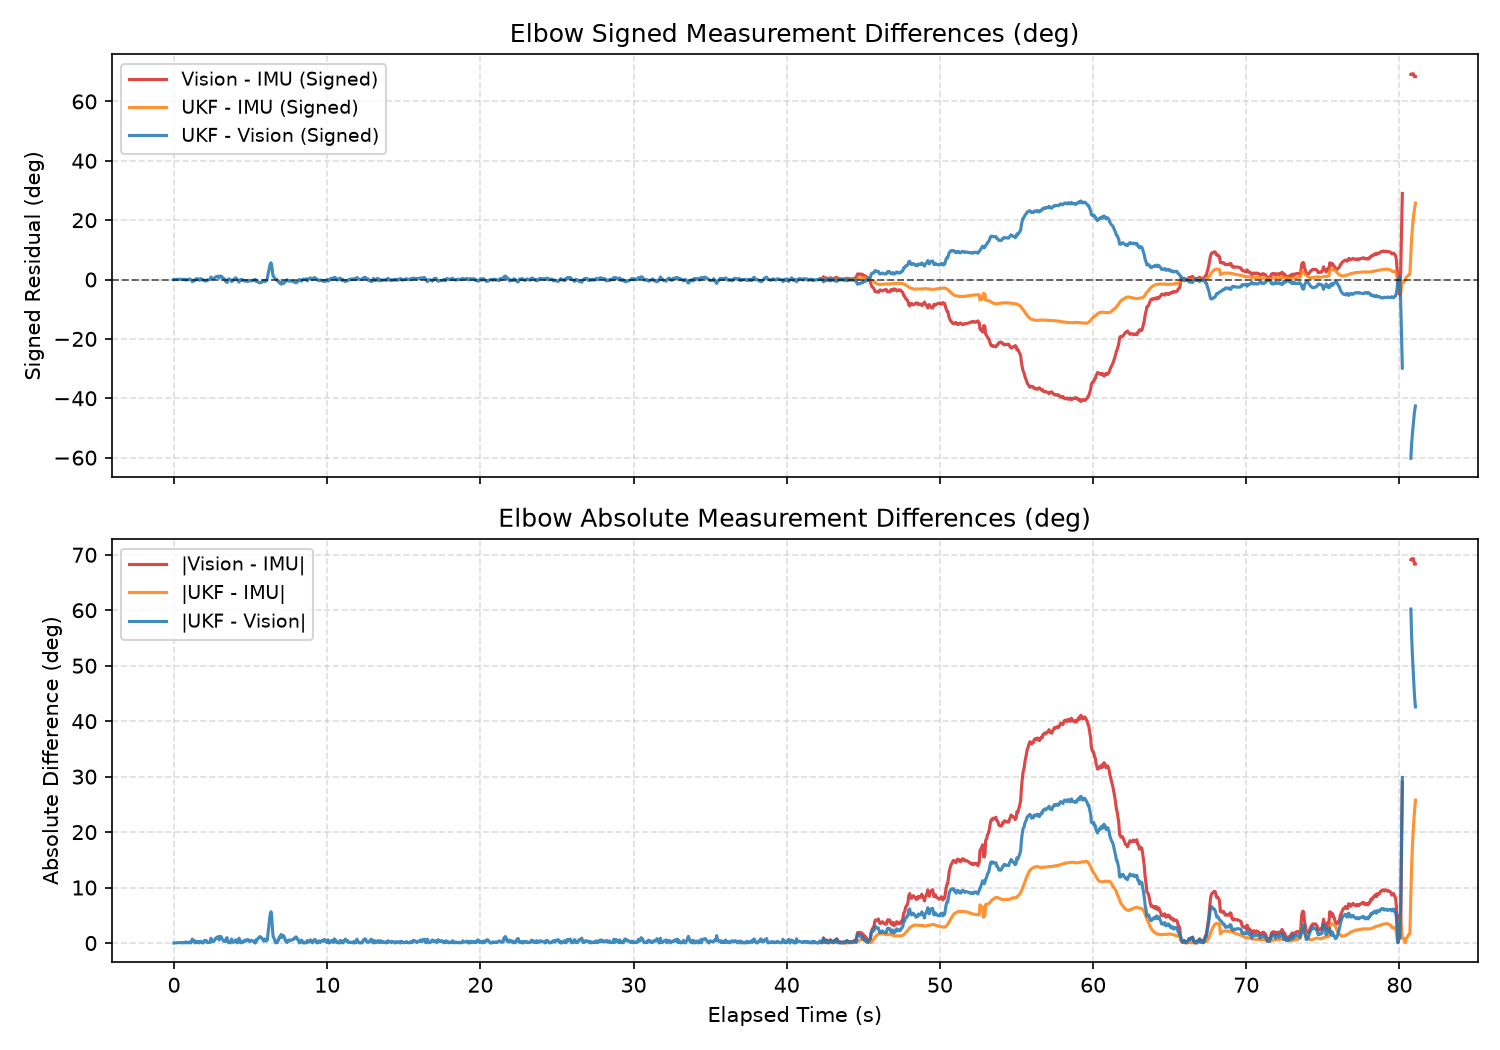 Elbow Signed Measurement Differences (deg)
Vision - IMU (Signed)
UKF - IMU (Signed)
UKF - Vision (Signed)
Signed Residual (deg)
60
40
20
0
−20
−40
−60
Elbow Absolute Measurement Differences (deg)
|Vision - IMU|
|UKF - IMU|
|UKF - Vision|
Absolute Difference (deg)
70
60
50
40
30
20
10
0
0 10 20 30 40 50 60 70 80
Elapsed Time (s)